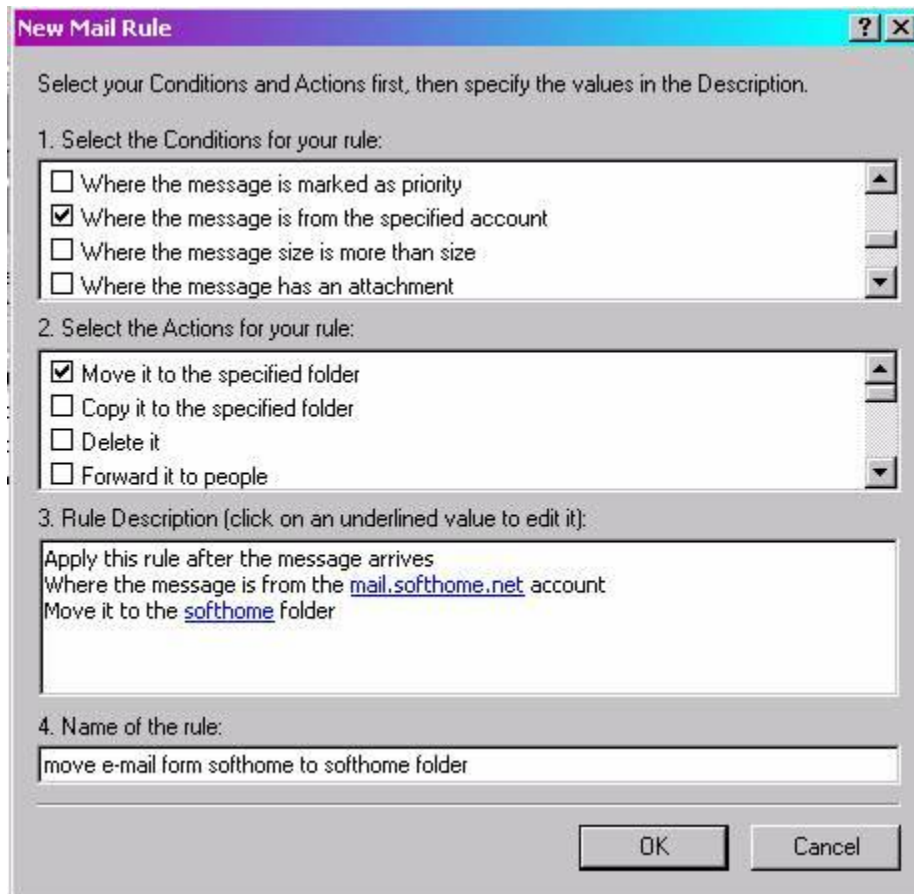 New Mail Rule
Select your Conditions and Actions first, then specify the values in the Description.
1. Select the Conditions for your rule:
Where the message is marked as priority
Where the message is from the specified account
Where the message size is more than size
Where the message has an attachment
2. Select the Actions for your rule:
Move it to the specified folder
Copy it to the specified folder
Delete it
Forward it to people
3. Rule Description (click on an underlined value to edit it):
Apply this rule after the message arrives
Where the message is from the mail.softhome.net account
Move it to the softhome folder
4. Name of the rule:
move e-mail form softhome to softhome folder
OK Cancel